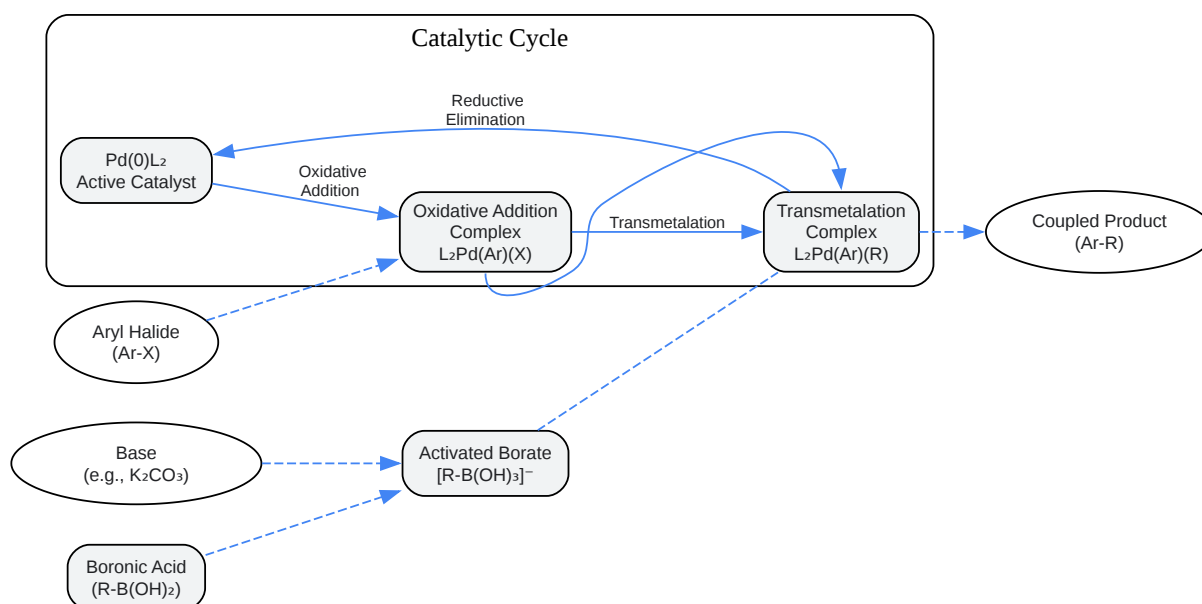 Catalytic Cycle
Reductive
Elimination
Pd(0)L₂
Active Catalyst
Oxidative
Addition
Oxidative Addition
Complex
L₂Pd(Ar)(X)
Transmetalation
Transmetalation
Complex
L₂Pd(Ar)(R)
Coupled Product
(Ar-R)
Aryl Halide
(Ar-X)
Base
(e.g., K₂CO₃)
Activated Borate
[R-B(OH)₃]⁻
Boronic Acid
(R-B(OH)₂)